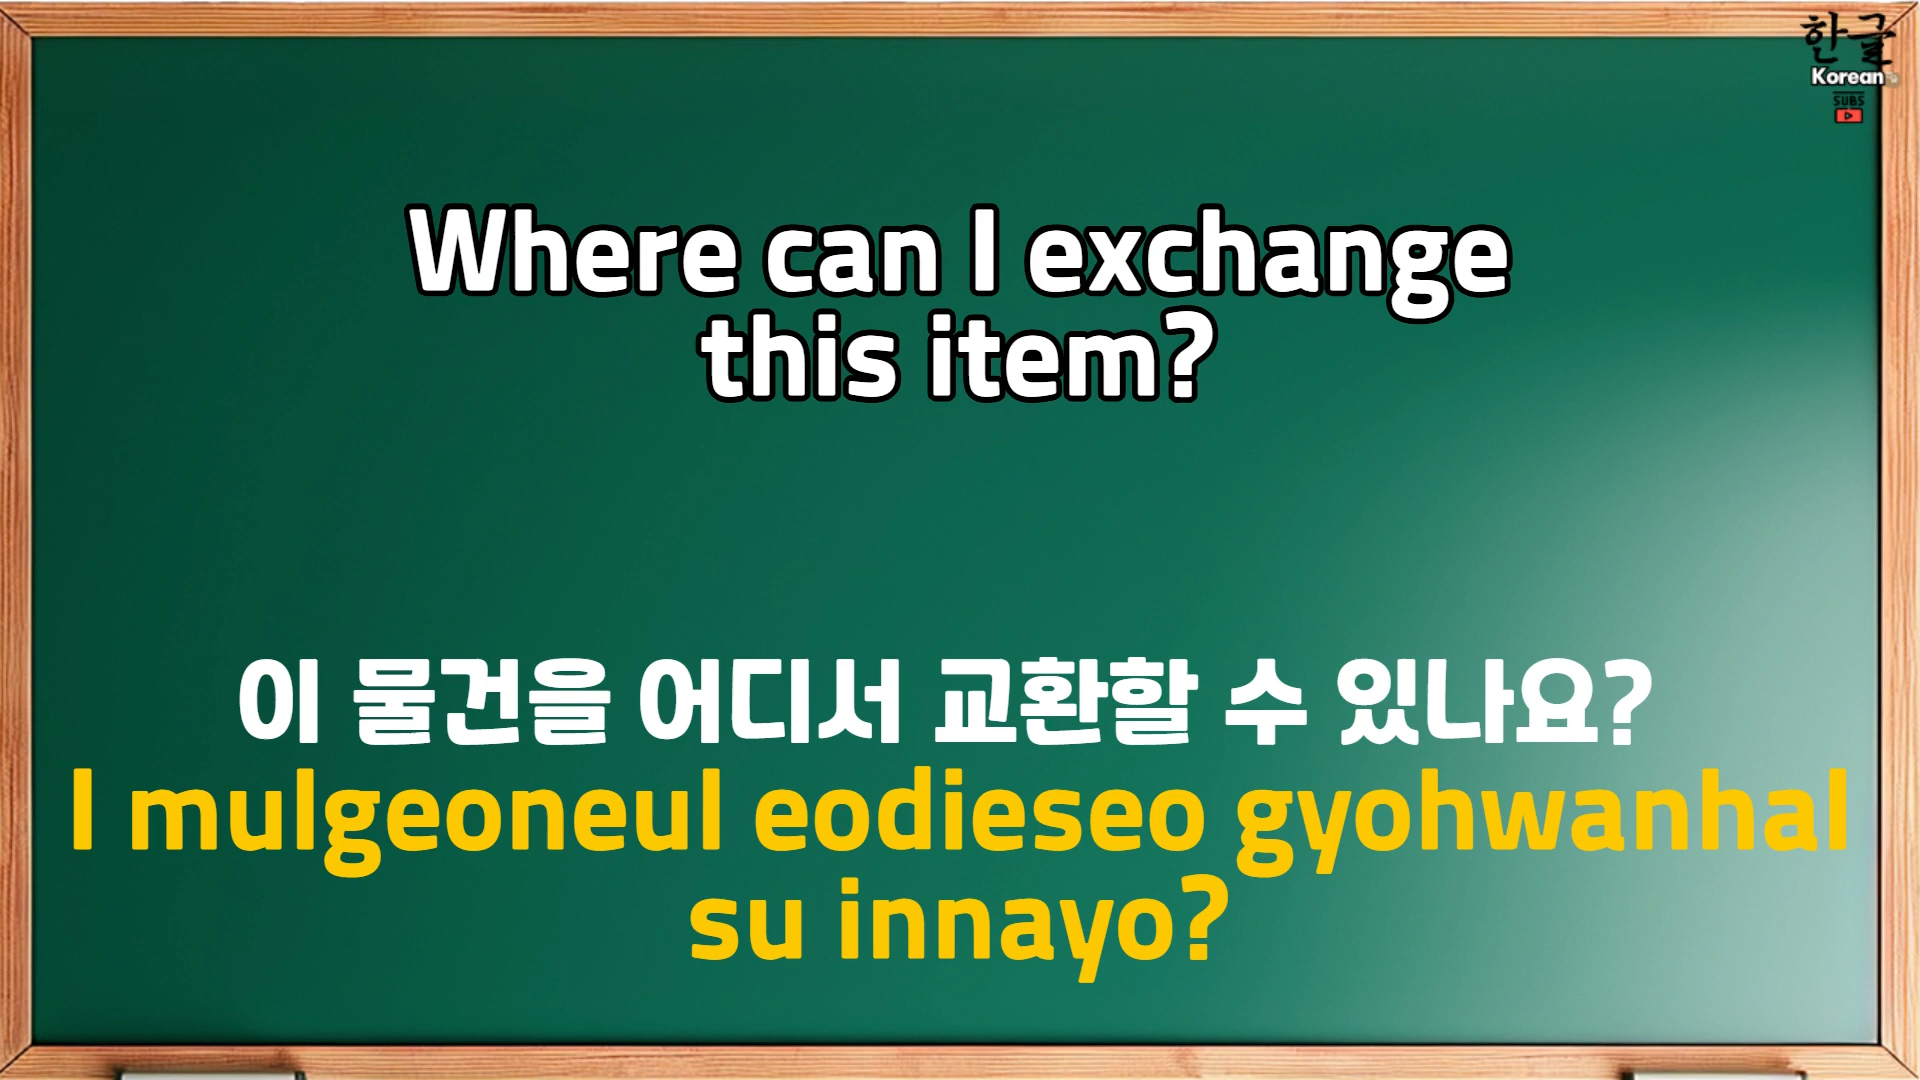 한글
Korean
SUBS
Where can I exchange
this item?
이 물건을 어디서 교환할 수 있나요?
I mulgeoneul eodieseo gyohwanhal
su innayo?